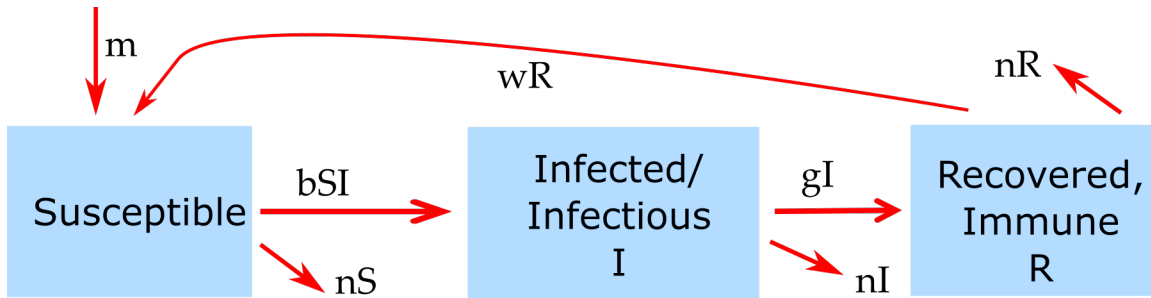 m
wR
nR
Susceptible
bSI
nS
Infected/
Infectious
I
gI
nI
Recovered,
Immune
R